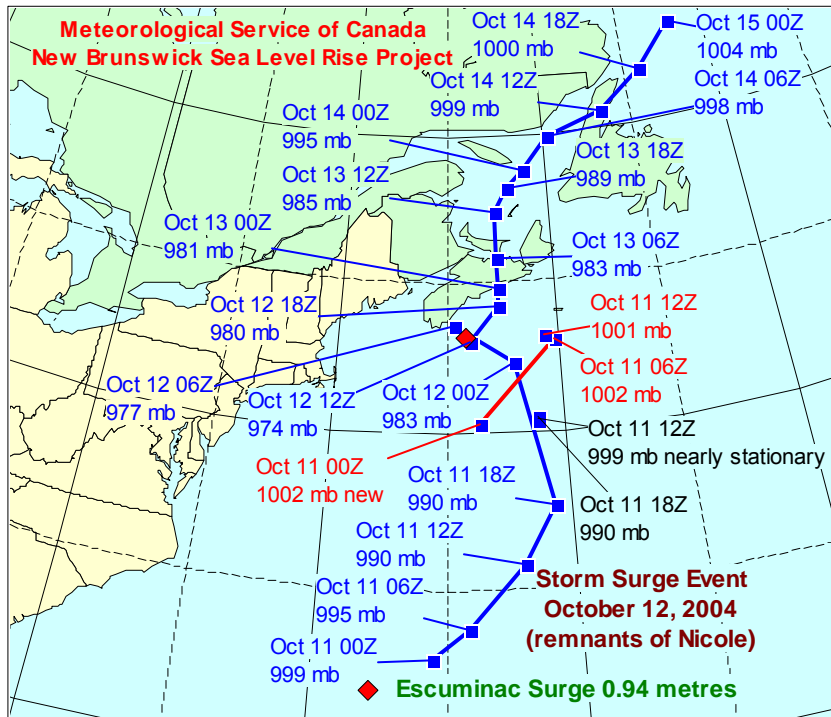 Meteorological Service of Canada
New Brunswick Sea Level Rise Project
Oct 14 18Z
1000 mb
Oct 15 00Z
1004 mb
Oct 14 12Z
999 mb
Oct 14 06Z
998 mb
Oct 14 00Z
995 mb
Oct 13 18Z
989 mb
Oct 13 12Z
985 mb
Oct 13 00Z
981 mb
Oct 13 06Z
983 mb
Oct 12 18Z
980 mb
Oct 11 12Z
1001 mb
Oct 11 06Z
1002 mb
Oct 12 06Z
977 mb
Oct 12 12Z
974 mb
Oct 12 00Z
983 mb
Oct 11 12Z
999 mb nearly stationary
Oct 11 00Z
1002 mb new
Oct 11 18Z
990 mb
Oct 11 18Z
990 mb
Oct 11 12Z
990 mb
Oct 11 06Z
995 mb
Oct 11 00Z
999 mb
Storm Surge Event
October 12, 2004
(remnants of Nicole)
Escuminac Surge 0.94 metres